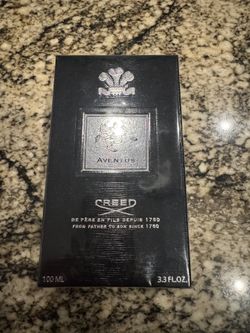 AVENTUS
CREED
DE PÈRE EN FILS DEPUIS 1760
FROM FATHER TO SON SINCE 1760
100 ML 3.3 FL.OZ.